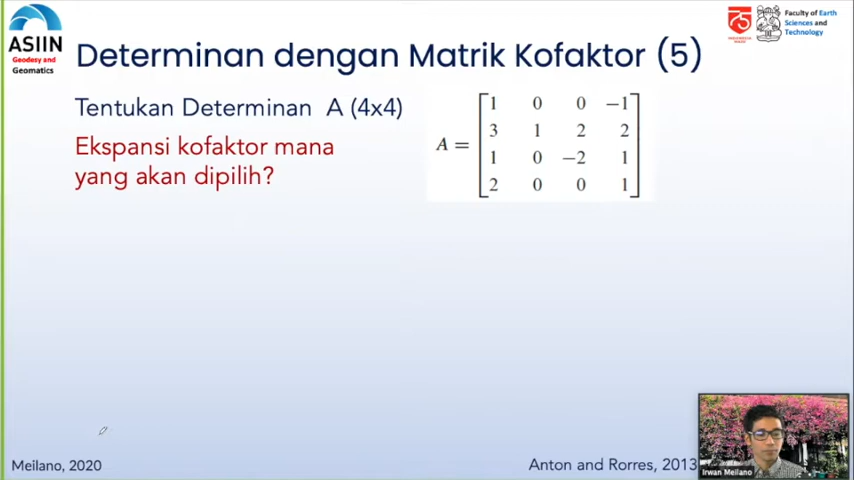 ASIIN
Geodesy and
Geomatics
Faculty of Earth
Sciences and
Technology
Determinan dengan Matrik Kofaktor (5)
Tentukan Determinan A (4x4)
Ekspansi kofaktor mana
yang akan dipilih?
A =
1 0 0 −1
3 1 2 2
1 0 −2 1
2 0 0 1
Meilano, 2020
Anton and Rorres, 2013
Irwan Meilano